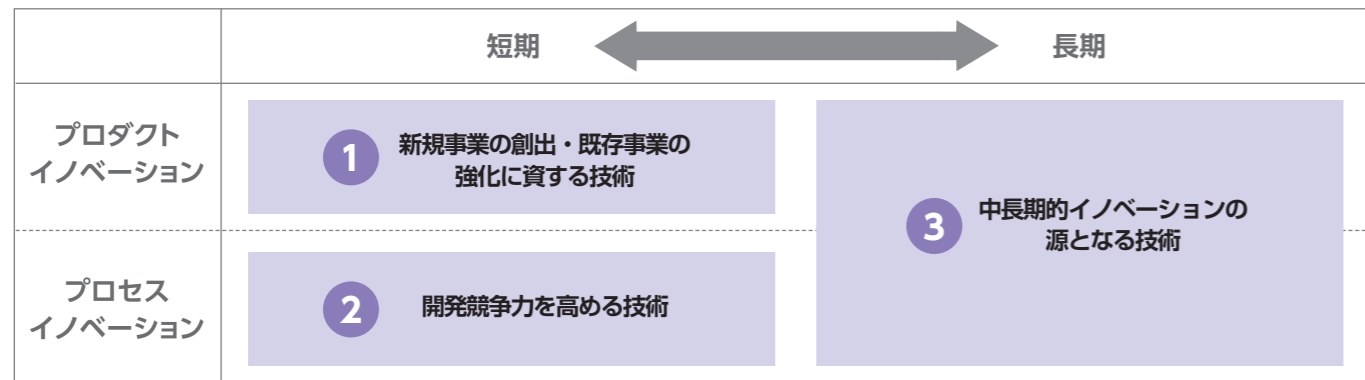 短期
長期
プロダクト
イノベーション
1
新規事業の創出・既存事業の
強化に資する技術
3
中長期的イノベーションの
源となる技術
プロセス
イノベーション
2
開発競争力を高める技術